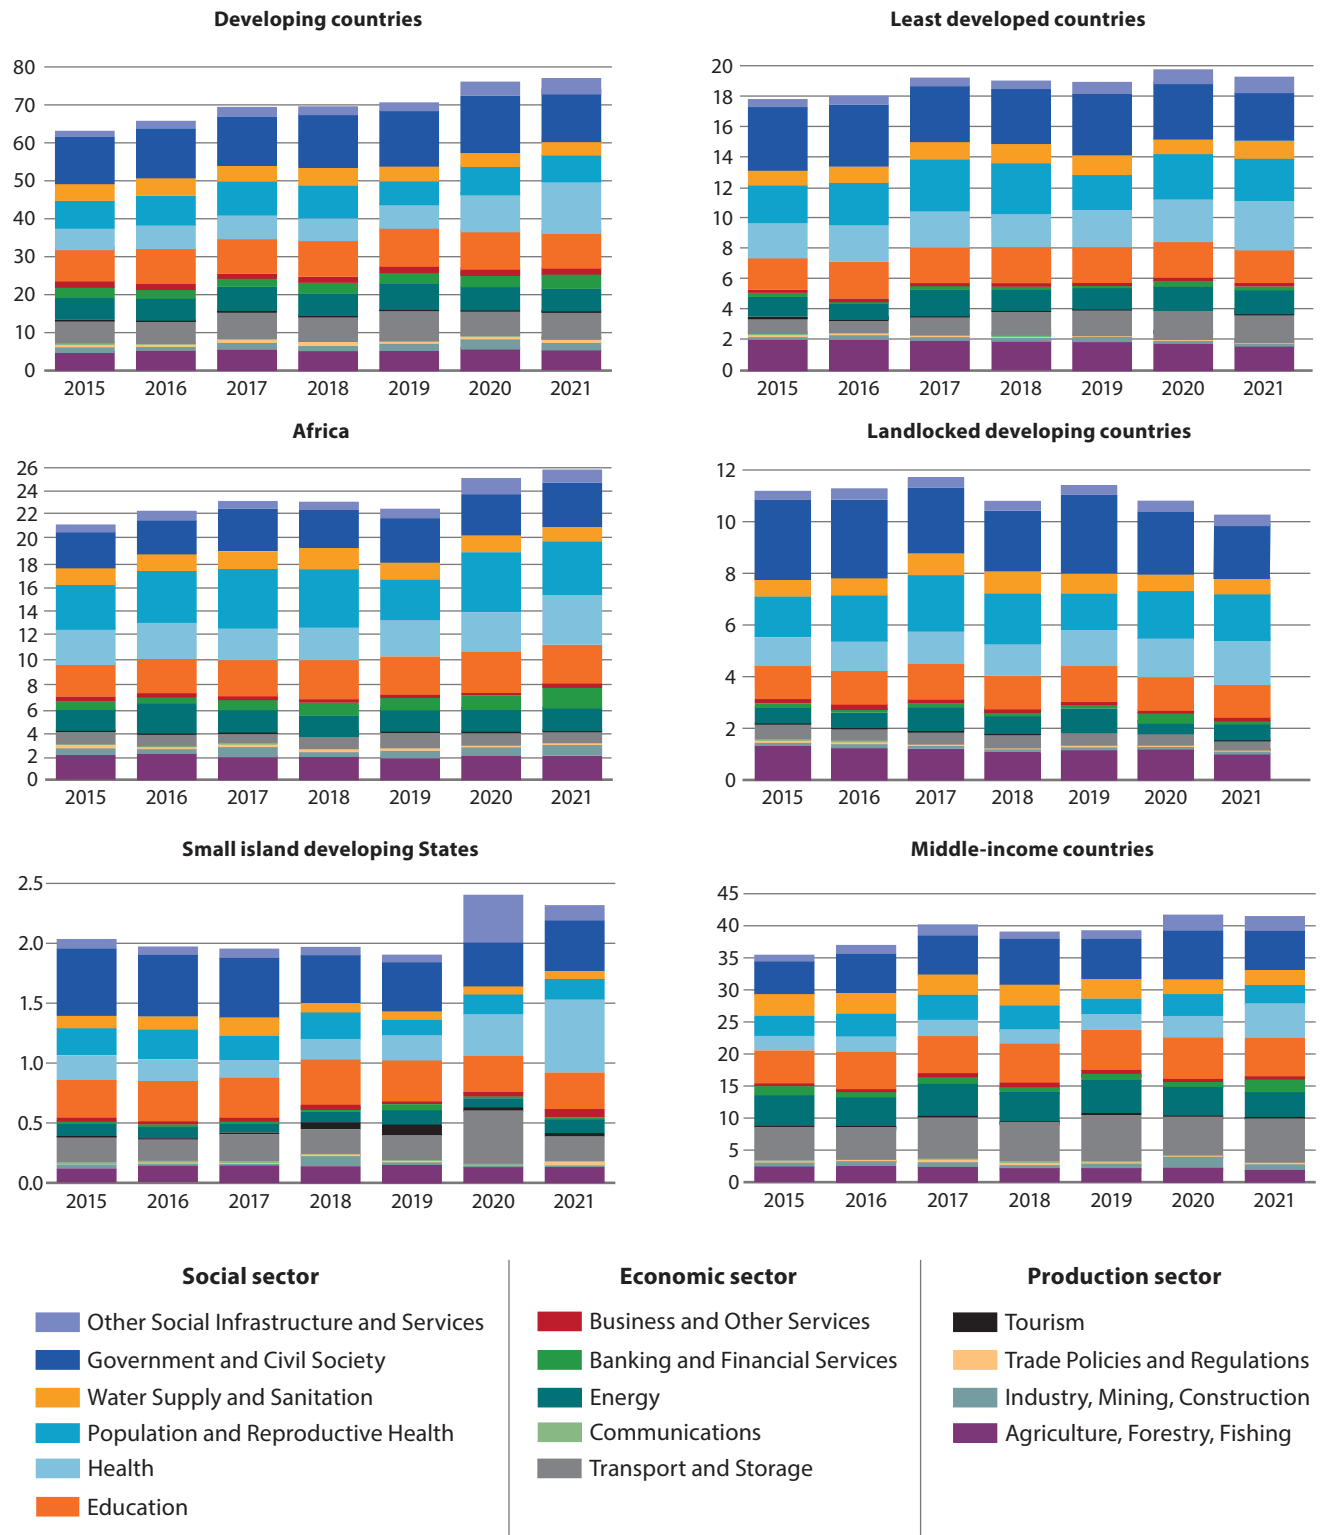 Developing countries
80
70
60
50
40
30
20
10
0
2015 2016 2017 2018 2019 2020 2021
Least developed countries
20
18
16
14
12
10
8
6
4
2
0
2015 2016 2017 2018 2019 2020 2021
Africa
26
24
22
20
18
16
14
12
10
8
6
4
2
0
2015 2016 2017 2018 2019 2020 2021
Landlocked developing countries
12
10
8
6
4
2
0
2015 2016 2017 2018 2019 2020 2021
Small island developing States
2.5
2.0
1.5
1.0
0.5
0.0
2015 2016 2017 2018 2019 2020 2021
Middle-income countries
45
40
35
30
25
20
15
10
5
0
2015 2016 2017 2018 2019 2020 2021
Social sector
Other Social Infrastructure and Services
Government and Civil Society
Water Supply and Sanitation
Population and Reproductive Health
Health
Education
Economic sector
Business and Other Services
Banking and Financial Services
Energy
Communications
Transport and Storage
Production sector
Tourism
Trade Policies and Regulations
Industry, Mining, Construction
Agriculture, Forestry, Fishing